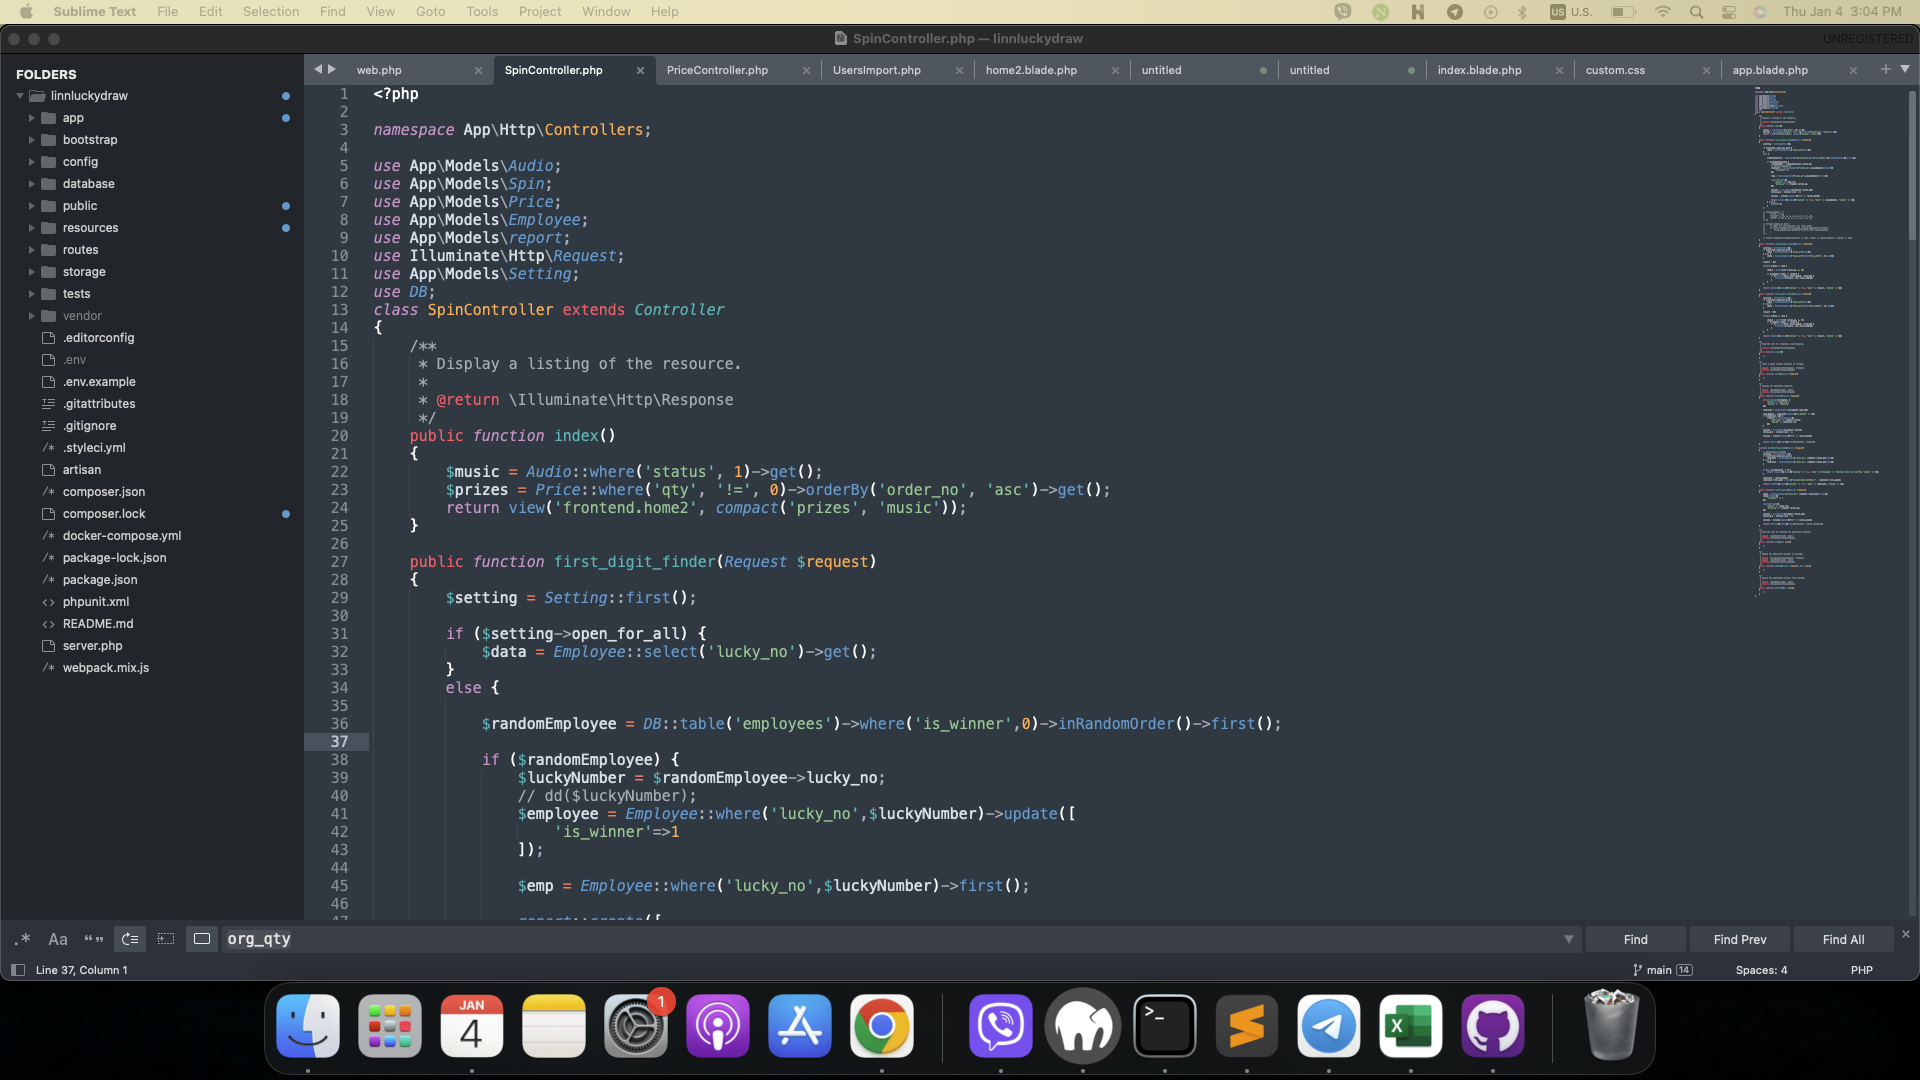 Sublime Text File Edit Selection Find View Goto Tools Project Window Help US U.S. Thu Jan 4 3:04 PM
SpinController.php — linnluckydraw UNREGISTERED
web.php SpinController.php PriceController.php UsersImport.php home2.blade.php untitled untitled index.blade.php custom.css app.blade.php
FOLDERS
linnluckydraw
app
bootstrap
config
database
public
resources
routes
storage
tests
vendor
.editorconfig
.env
.env.example
.gitattributes
.gitignore
/* .styleci.yml
artisan
/* composer.json
composer.lock
/* docker-compose.yml
/* package-lock.json
/* package.json
<> phpunit.xml
<> README.md
server.php
/* webpack.mix.js
1 <?php
2
3 namespace App\Http\Controllers;
4
5 use App\Models\Audio;
6 use App\Models\Spin;
7 use App\Models\Price;
8 use App\Models\Employee;
9 use App\Models\report;
10 use Illuminate\Http\Request;
11 use App\Models\Setting;
12 use DB;
13 class SpinController extends Controller
14 {
15 /**
16 * Display a listing of the resource.
17 *
18 * @return \Illuminate\Http\Response
19 */
20 public function index()
21 {
22 $music = Audio::where('status', 1)->get();
23 $prizes = Price::where('qty', '!=', 0)->orderBy('order_no', 'asc')->get();
24 return view('frontend.home2', compact('prizes', 'music'));
25 }
26
27 public function first_digit_finder(Request $request)
28 {
29 $setting = Setting::first();
30
31 if ($setting->open_for_all) {
32 $data = Employee::select('lucky_no')->get();
33 }
34 else {
35
36 $randomEmployee = DB::table('employees')->where('is_winner',0)->inRandomOrder()->first();
37
38 if ($randomEmployee) {
39 $luckyNumber = $randomEmployee->lucky_no;
40 // dd($luckyNumber);
41 $employee = Employee::where('lucky_no',$luckyNumber)->update([
42 'is_winner'=>1
43 ]);
44
45 $emp = Employee::where('lucky_no',$luckyNumber)->first();
46
47 report::create([
.* Aa “” org_qty Find Find Prev Find All
Line 37, Column 1 main 14 Spaces: 4 PHP
JAN
4
1
>_
X